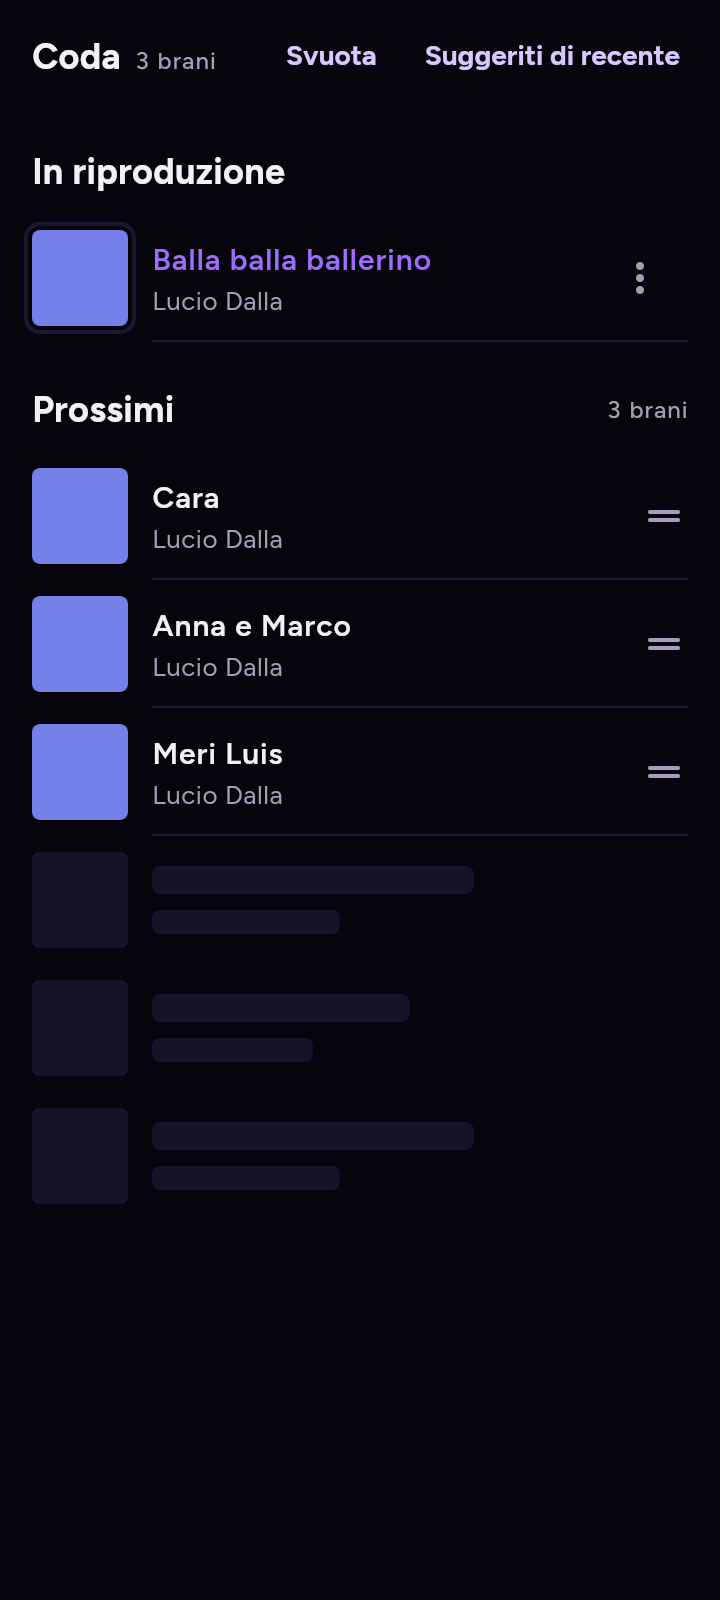 Coda 3 brani Svuota Suggeriti di recente
In riproduzione
Balla balla ballerino
Lucio Dalla
Prossimi 3 brani
Cara
Lucio Dalla
Anna e Marco
Lucio Dalla
Meri Luis
Lucio Dalla